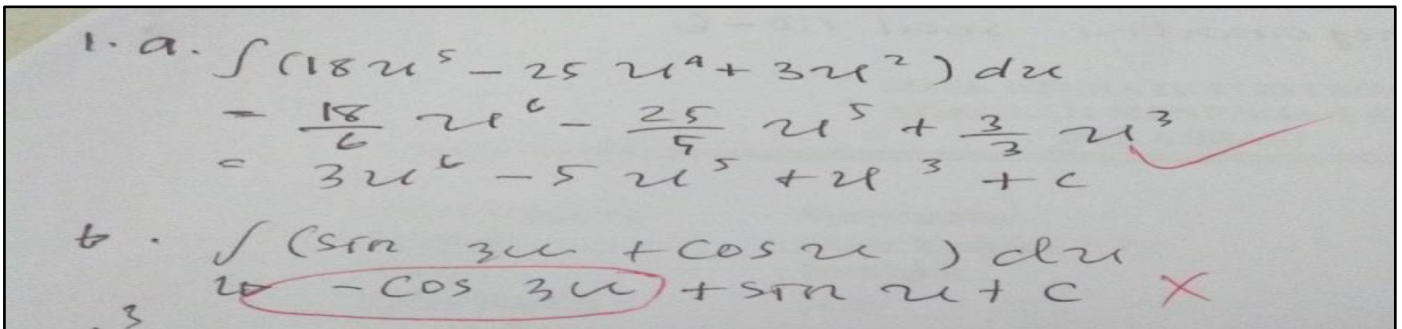 1. a. ∫(18x⁵ - 25x⁴ + 3x²) dx
= 18/6 x⁶ - 25/5 x⁵ + 3/3 x³
= 3x⁶ - 5x⁵ + x³ + c
b. ∫(sin 3x + cos x) dx
-cos 3x + sin x + c
3